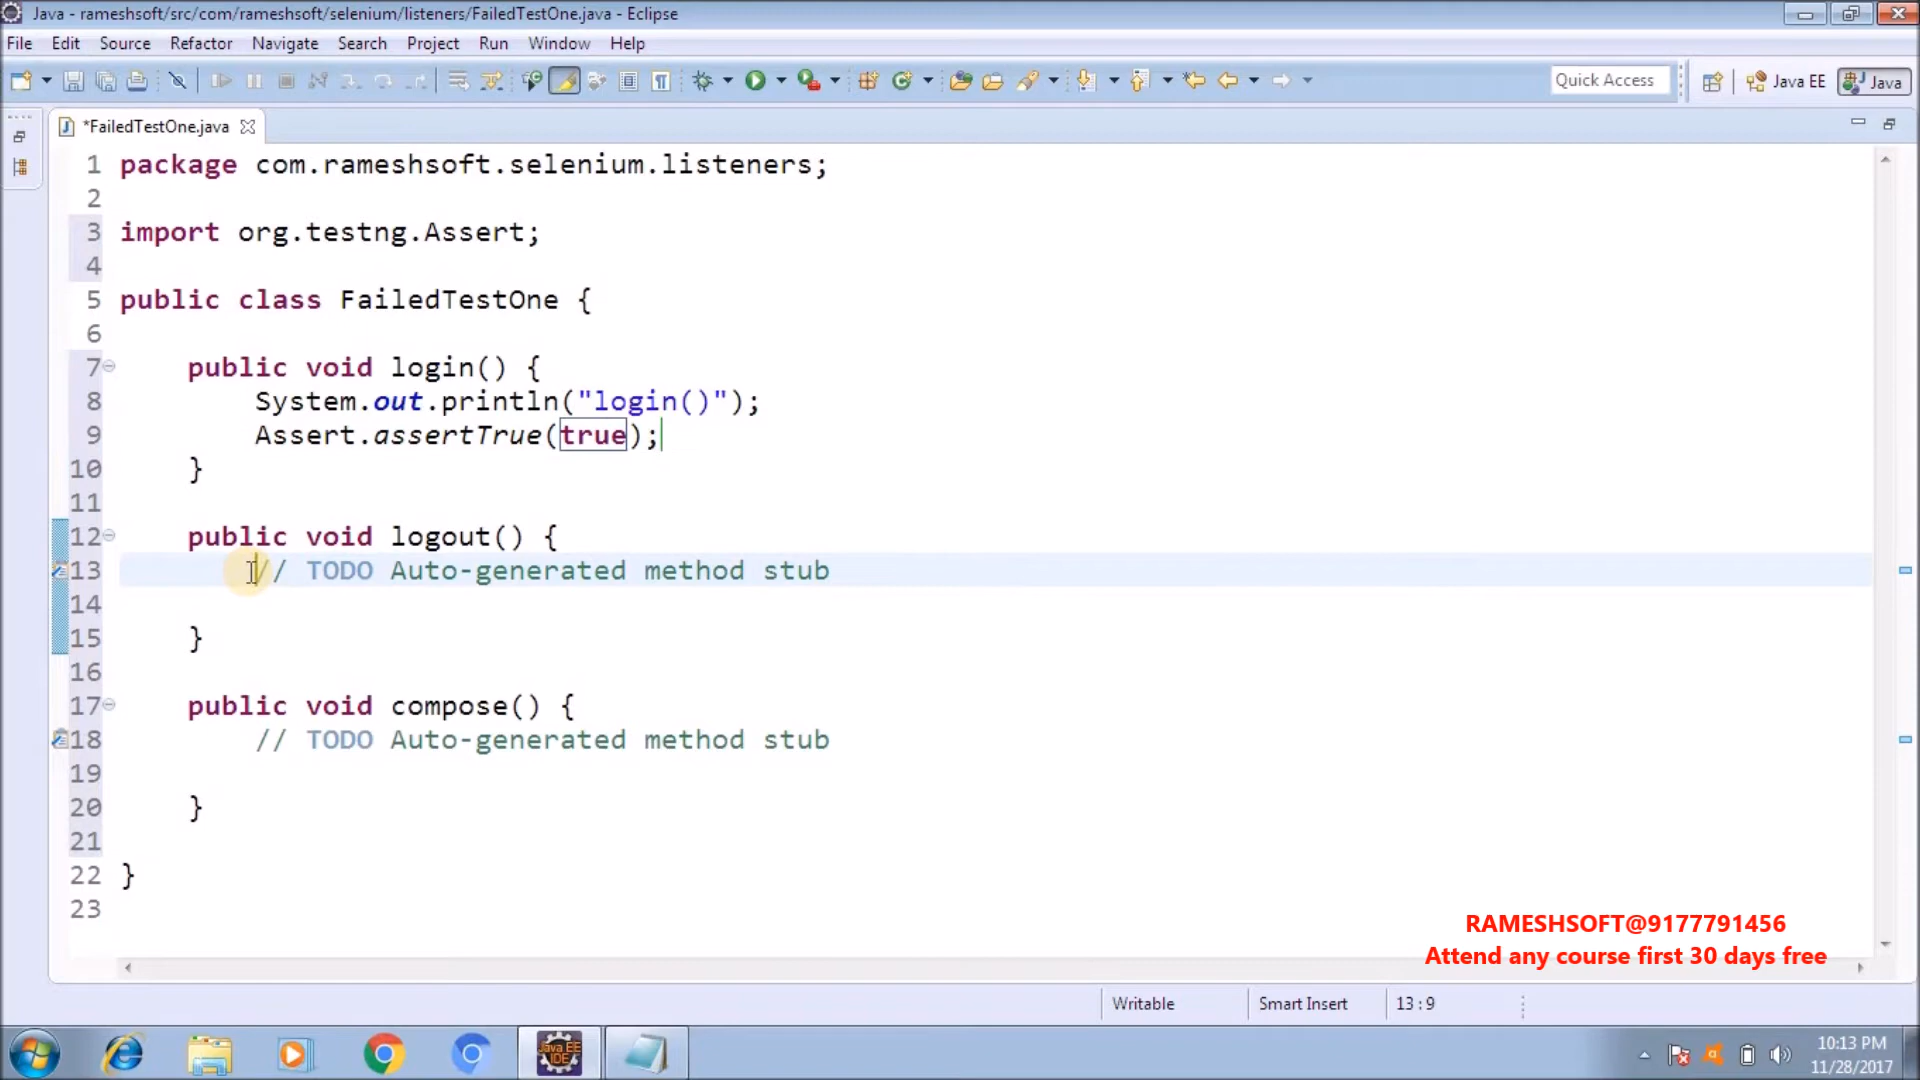 Java - rameshsoft/src/com/rameshsoft/selenium/listeners/FailedTestOne.java - Eclipse
File Edit Source Refactor Navigate Search Project Run Window Help
Quick Access Java EE Java
*FailedTestOne.java
1 package com.rameshsoft.selenium.listeners;
2
3 import org.testng.Assert;
4
5 public class FailedTestOne {
6
7 public void login() {
8 System.out.println("login()");
9 Assert.assertTrue(true);
10 }
11
12 public void logout() {
13 // TODO Auto-generated method stub
14
15 }
16
17 public void compose() {
18 // TODO Auto-generated method stub
19
20 }
21
22 }
23
RAMESHSOFT@9177791456
Attend any course first 30 days free
Writable Smart Insert 13 : 9
Java EE
IDE
10:13 PM
11/28/2017